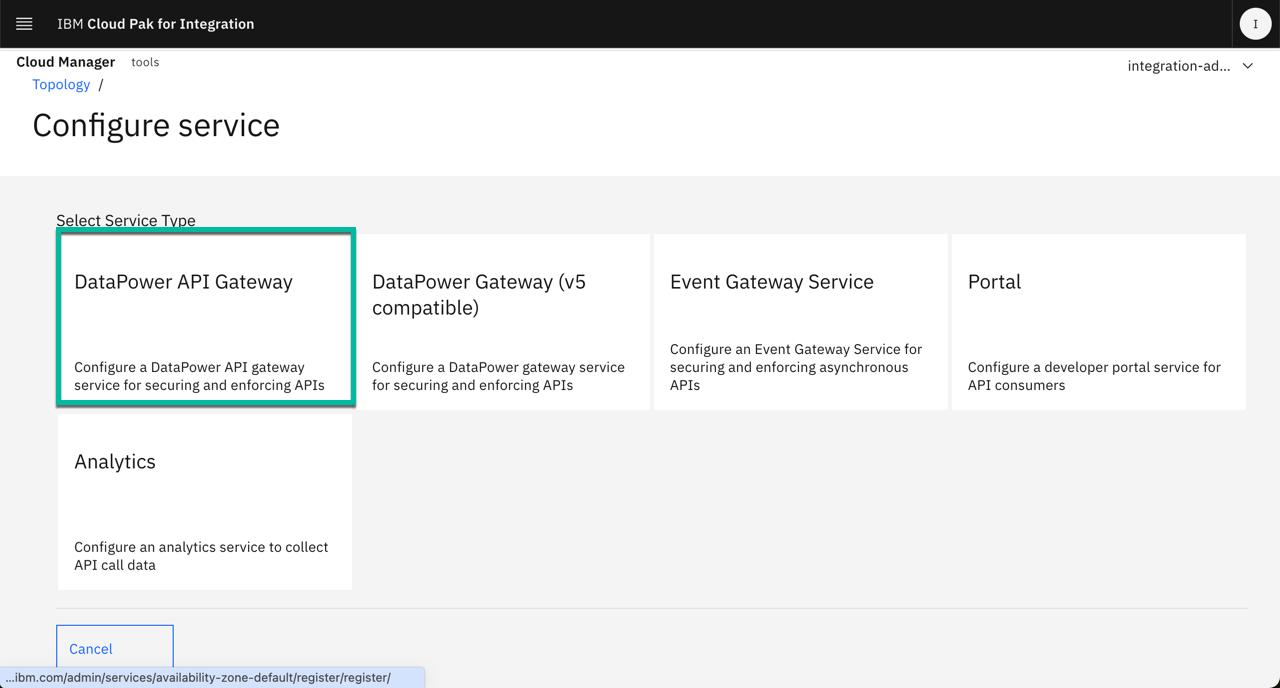 IBM Cloud Pak for Integration
I
Cloud Manager tools
integration-ad...
Topology /
Configure service
Select Service Type
DataPower API Gateway
Configure a DataPower API gateway
service for securing and enforcing APIs
DataPower Gateway (v5
compatible)
Configure a DataPower gateway service
for securing and enforcing APIs
Event Gateway Service
Configure an Event Gateway Service for
securing and enforcing asynchronous
APIs
Portal
Configure a developer portal service for
API consumers
Analytics
Configure an analytics service to collect
API call data
Cancel
...ibm.com/admin/services/availability-zone-default/register/register/